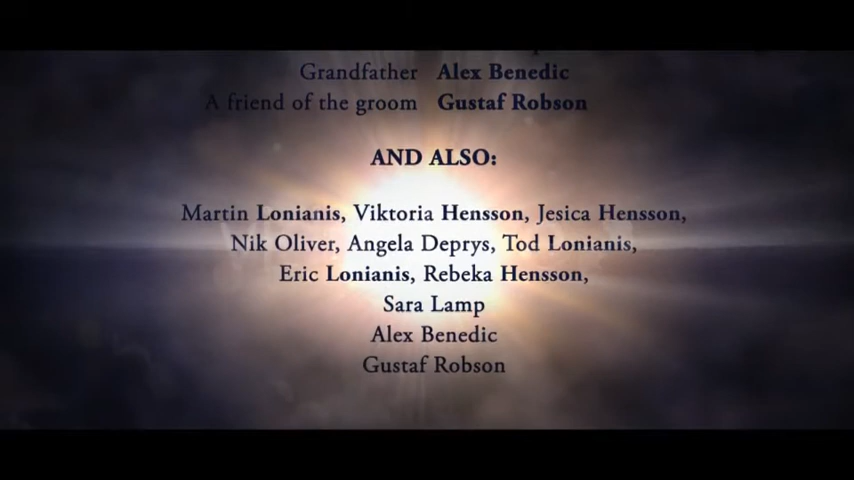 Grandfather Alex Benedic
A friend of the groom Gustaf Robson
AND ALSO:
Martin Lonianis, Viktoria Hensson, Jesica Hensson,
Nik Oliver, Angela Deprys, Tod Lonianis,
Eric Lonianis, Rebeka Hensson,
Sara Lamp
Alex Benedic
Gustaf Robson